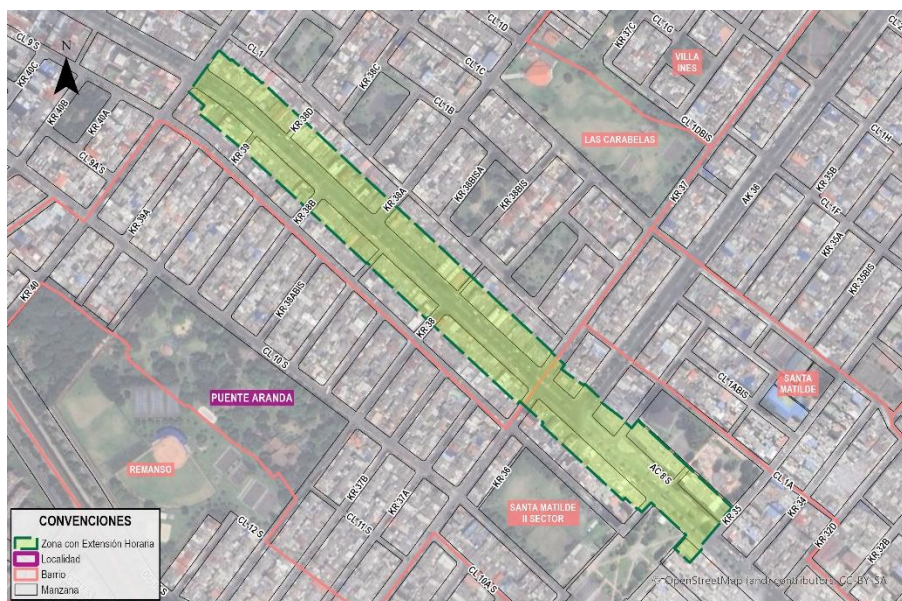 CL 9 S
KR 40C
N
KR 40B
KR 40A
CL 9A S
KR 39A
KR 40
CL 1
KR 38D
KR 39
KR 38C
CL 1D
CL 1C
CL 1B
KR 38A
KR 38B
KR 38BISA
KR 38BIS
KR 38ABIS
KR 38
CL 10 S
KR 37C
CL 1G
VILLA
INES
LAS CARABELAS
CL 1DBIS
KR 37
AK 36
CL 1H
KR 35B
CL 1F
KR 35A
KR 35BIS
CL 1ABIS
SANTA
MATILDE
PUENTE ARANDA
REMANSO
KR 37B
KR 37A
CL 11 S
CL 12 S
CL 10A S
KR 36
SANTA MATILDE
II SECTOR
AC 8 S
KR 35
CL 1A
KR 34
KR 32D
KR 32B
CONVENCIONES
Zona con Extensión Horaria
Localidad
Barrio
Manzana
© OpenStreetMap (and) contributors, CC-BY-SA